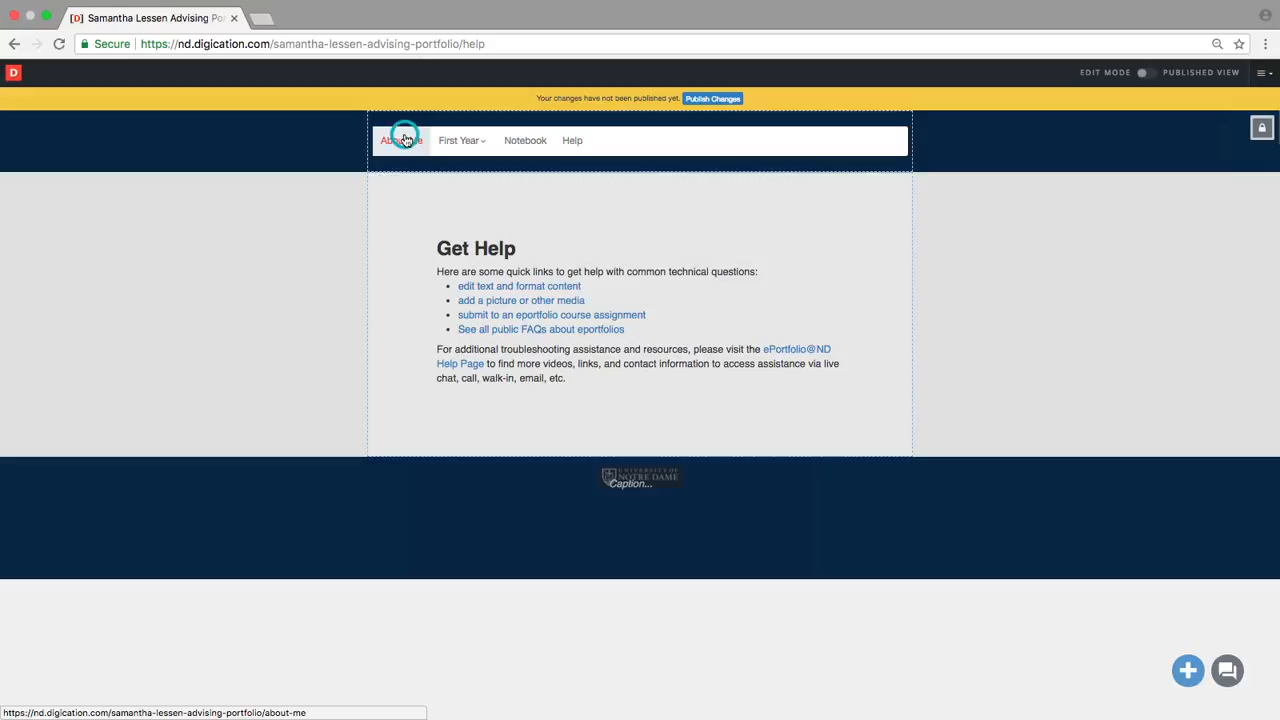 [D] Samantha Lessen Advising Po
Secure https://nd.digication.com/samantha-lessen-advising-portfolio/help
D EDIT MODE PUBLISHED VIEW
Your changes have not been published yet. Publish Changes
First Year Notebook Help
Get Help
Here are some quick links to get help with common technical questions:
• edit text and format content
• add a picture or other media
• submit to an eportfolio course assignment
• See all public FAQs about eportfolios
For additional troubleshooting assistance and resources, please visit the ePortfolio@ND
Help Page to find more videos, links, and contact information to access assistance via live
chat, call, walk-in, email, etc.
UNIVERSITY OF
NOTRE DAME
Caption...
https://nd.digication.com/samantha-lessen-advising-portfolio/about-me